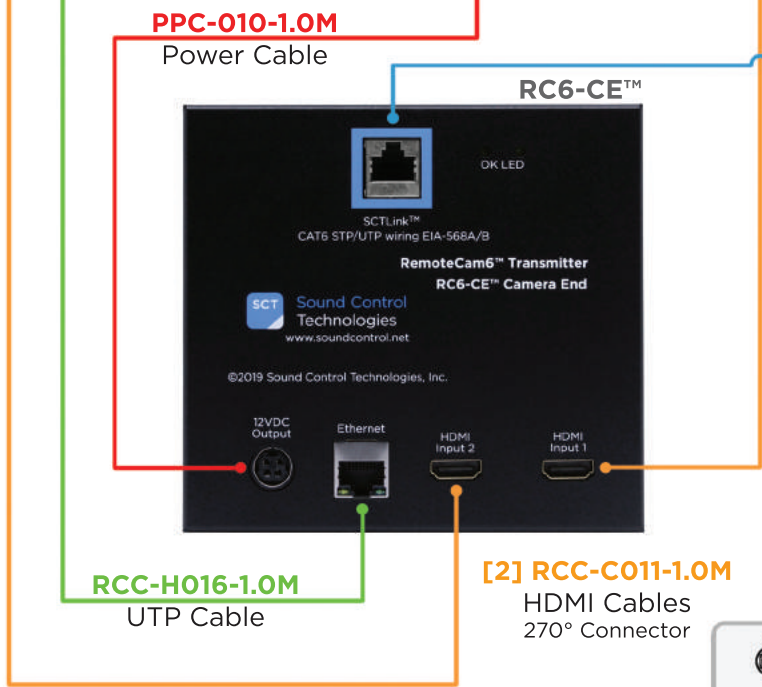 PPC-010-1.0M
Power Cable
RC6-CE™
OK LED
SCTLink™
CAT6 STP/UTP wiring EIA-568A/B
RemoteCam6™ Transmitter
RC6-CE™ Camera End
SCT
Sound Control
Technologies
www.soundcontrol.net
©2019 Sound Control Technologies, Inc.
12VDC
Output
Ethernet
HDMI
Input 2
HDMI
Input 1
RCC-H016-1.0M
UTP Cable
[2] RCC-C011-1.0M
HDMI Cables
270° Connector